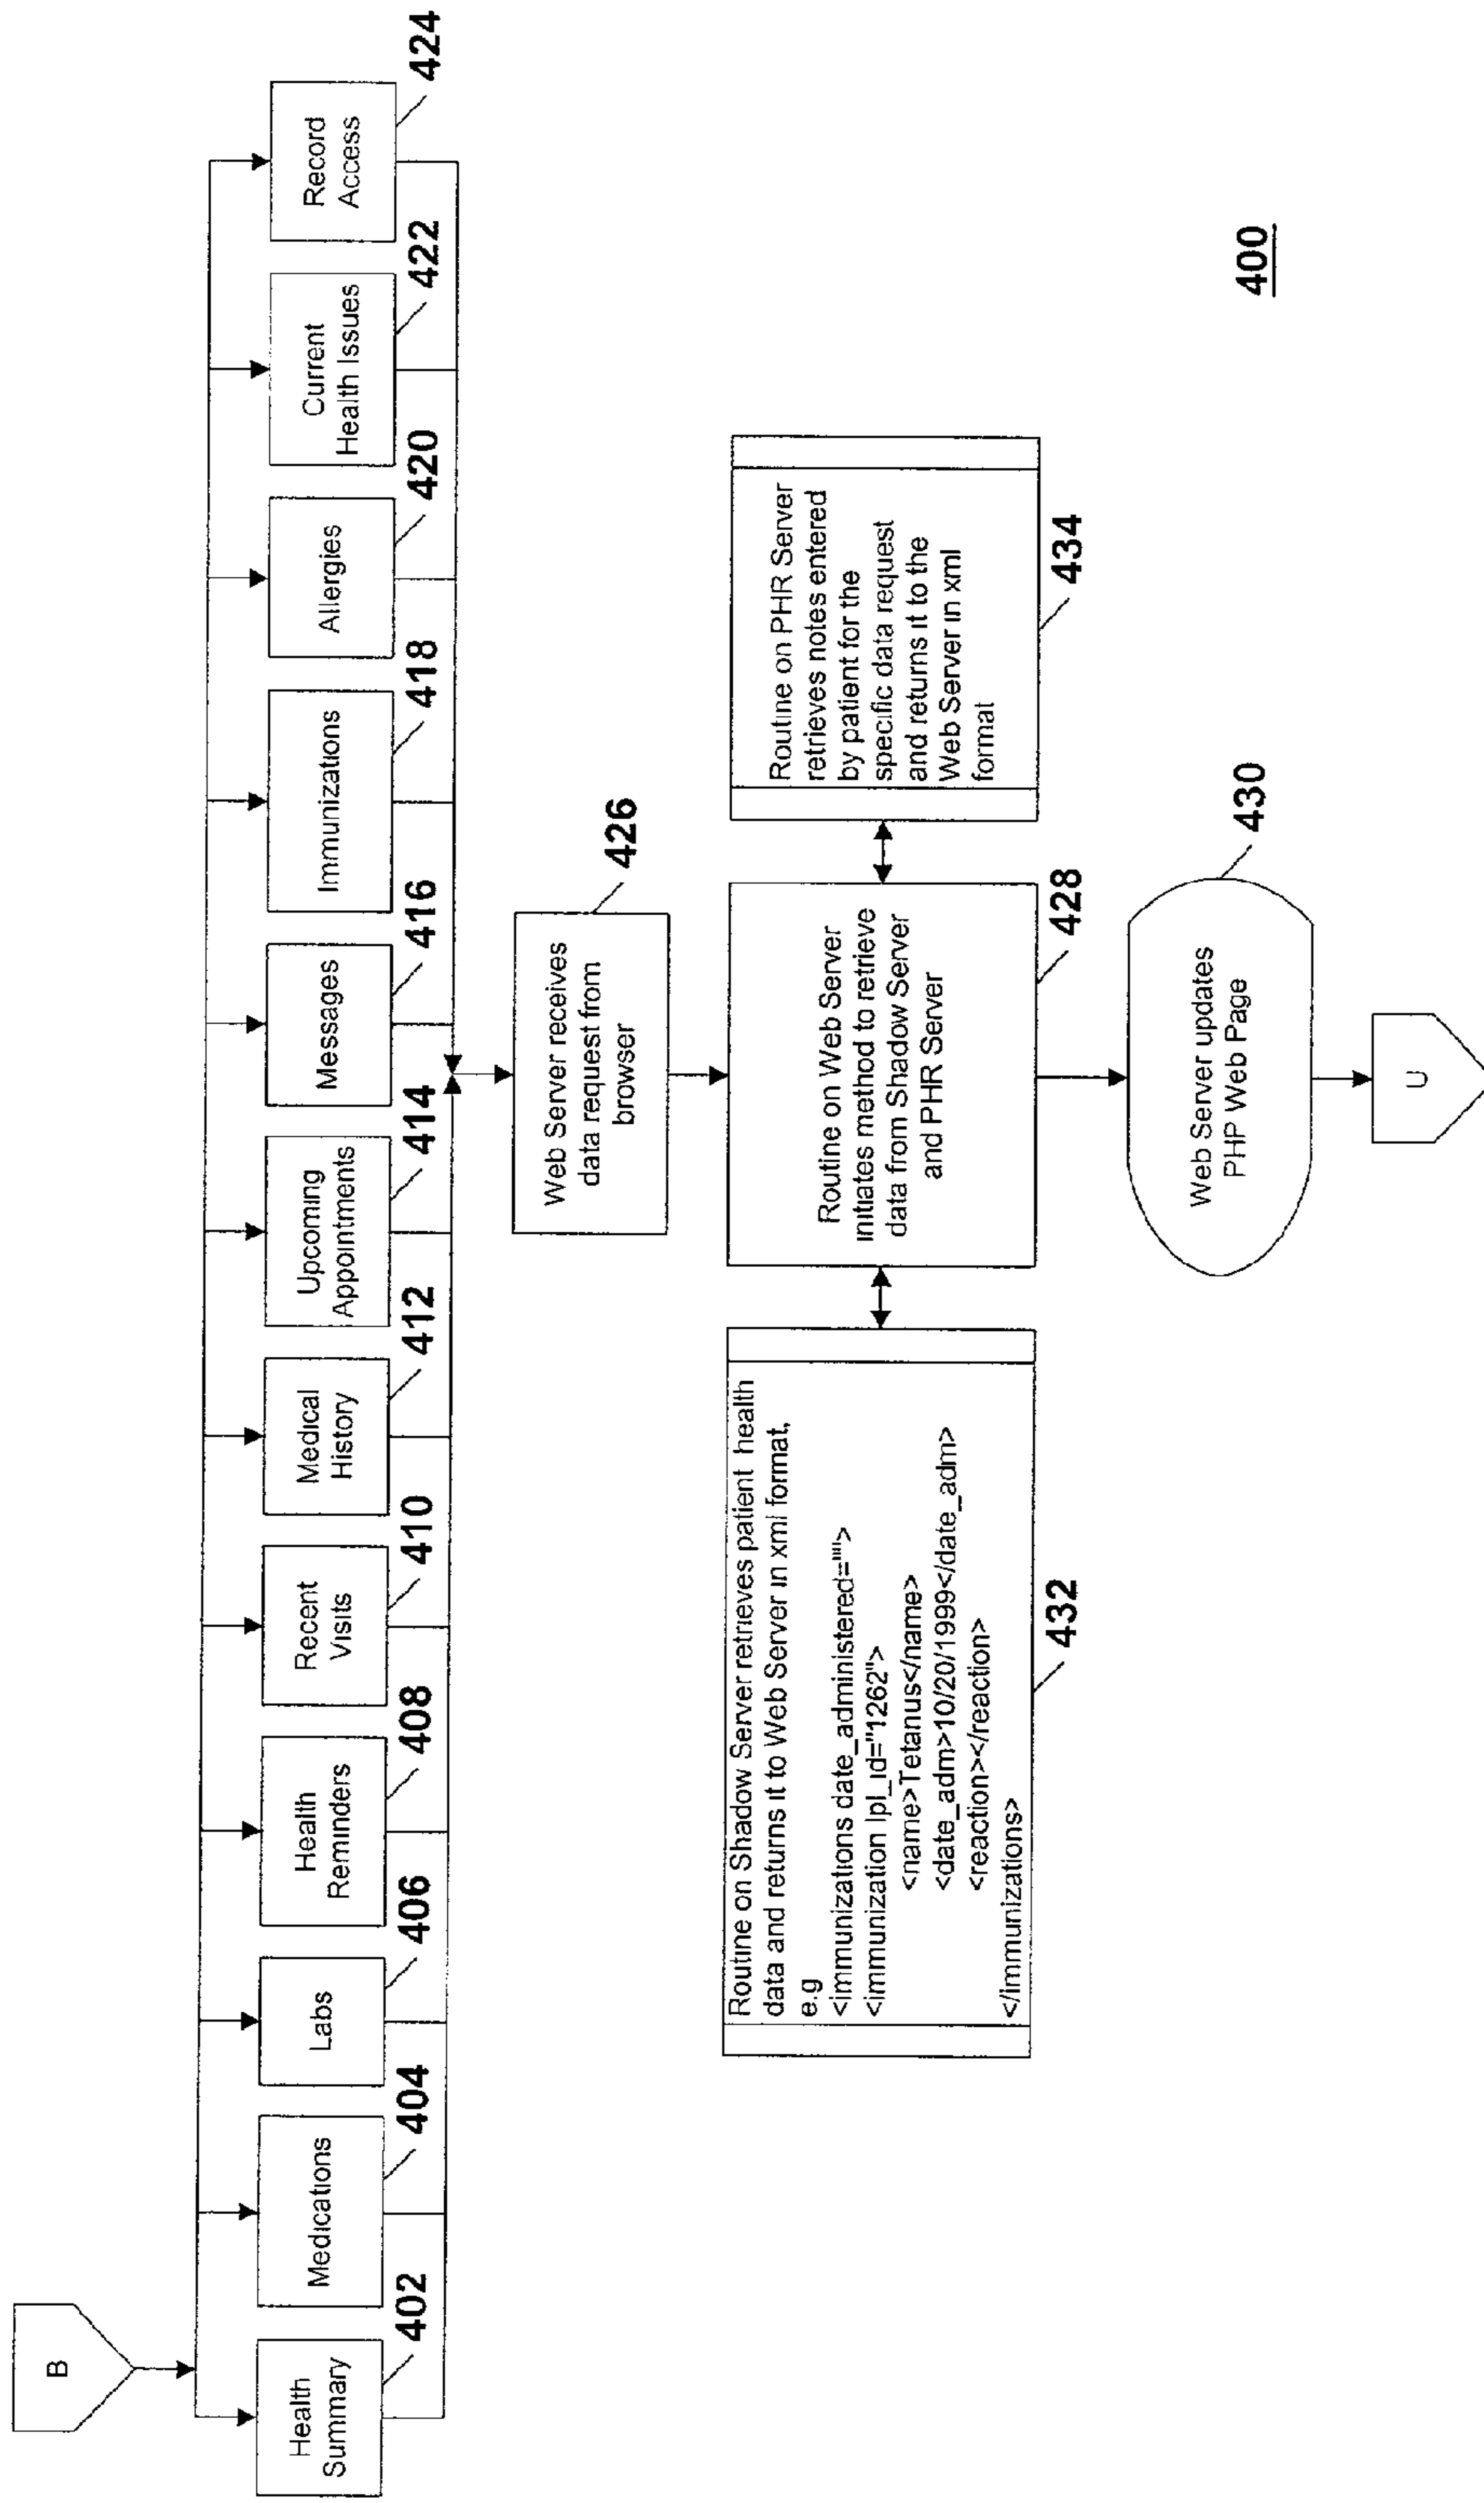 B
Health
Summary
402
Medications
404
Labs
406
Health
Reminders
408
Recent
Visits
410
Medical
History
412
Upcoming
Appointments
414
Messages
416
Immunizations
418
Allergies
420
Current
Health Issues
422
Record
Access
424
Web Server receives
data request from
browser
426
Routine on Shadow Server retrieves patient health
data and returns it to Web Server in xml format,
e.g
<immunizations date_administered="">
<immunization lpl_id="1262">
<name>Tetanus</name>
<date_adm>10/20/1999</date_adm>
<reaction></reaction>
</immunizations>
432
Routine on Web Server
initiates method to retrieve
data from Shadow Server
and PHR Server
428
Routine on PHR Server
retrieves notes entered
by patient for the
specific data request
and returns it to the
Web Server in xml
format
434
Web Server updates
PHP Web Page
430
U
400